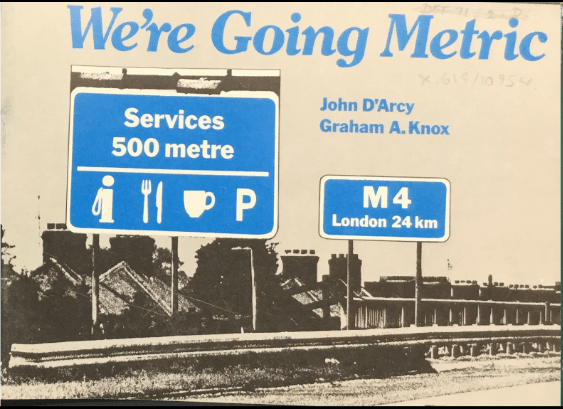 We're Going Metric
John D'Arcy
Graham A. Knox
Services
500 metre
P
M4
London 24 km